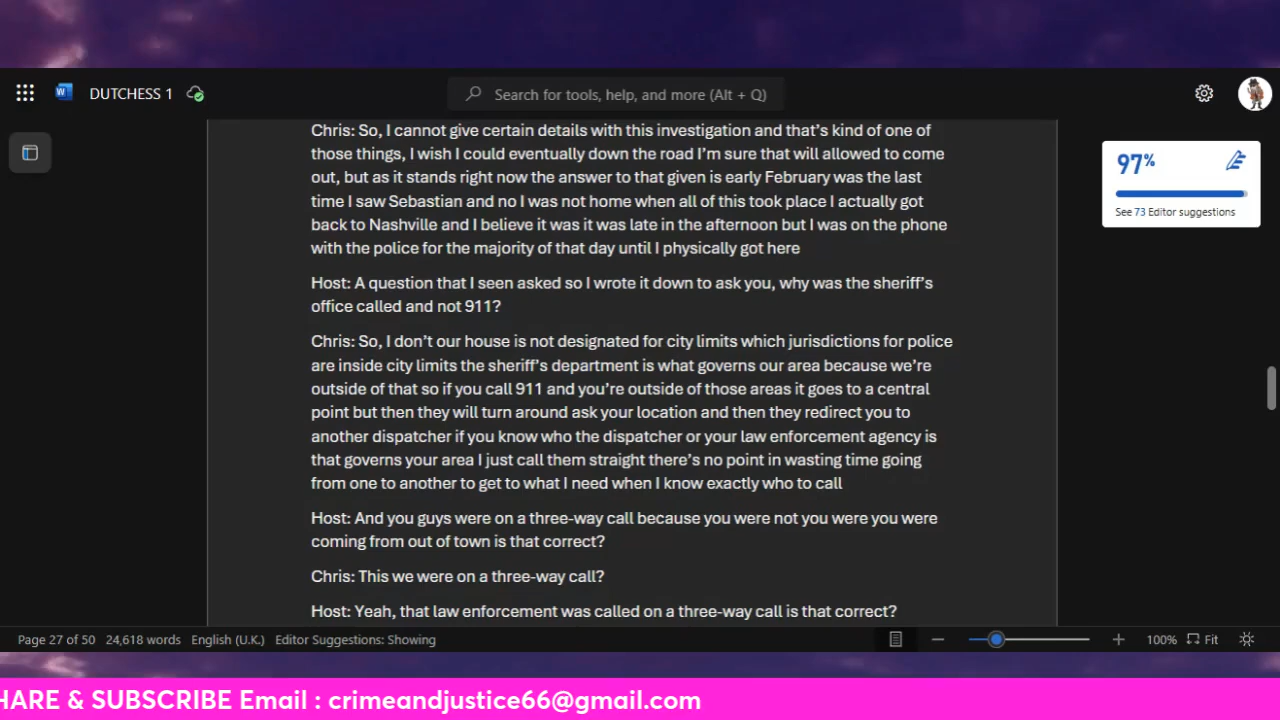 DUTCHESS 1
Search for tools, help, and more (Alt + Q)
Chris: So, I cannot give certain details with this investigation and that's kind of one of
those things, I wish I could eventually down the road I'm sure that will allowed to come
out, but as it stands right now the answer to that given is early February was the last
time I saw Sebastian and no I was not home when all of this took place I actually got
back to Nashville and I believe it was it was late in the afternoon but I was on the phone
with the police for the majority of that day until I physically got here
Host: A question that I seen asked so I wrote it down to ask you, why was the sheriff's
office called and not 911?
Chris: So, I don't our house is not designated for city limits which jurisdictions for police
are inside city limits the sheriff's department is what governs our area because we're
outside of that so if you call 911 and you're outside of those areas it goes to a central
point but then they will turn around ask your location and then they redirect you to
another dispatcher if you know who the dispatcher or your law enforcement agency is
that governs your area I just call them straight there's no point in wasting time going
from one to another to get to what I need when I know exactly who to call
Host: And you guys were on a three-way call because you were not you were you were
coming from out of town is that correct?
Chris: This we were on a three-way call?
Host: Yeah, that law enforcement was called on a three-way call is that correct?
97%
See 73 Editor suggestions
Page 27 of 50 24,618 words English (U.K.) Editor Suggestions: Showing
100% Fit
HARE & SUBSCRIBE Email : crimeandjustice66@gmail.com